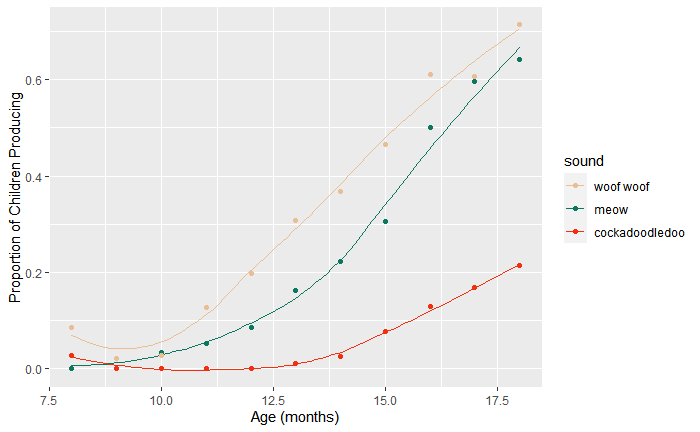 Proportion of Children Producing
0.6
0.4
0.2
0.0
7.5
10.0
12.5
15.0
17.5
Age (months)
sound
woof woof
meow
cockadoodledoo